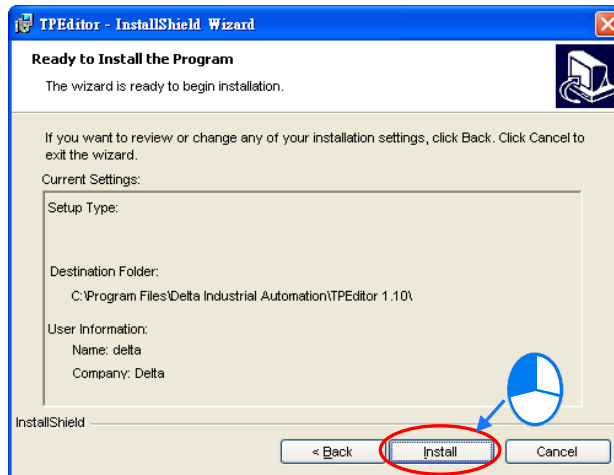 TPEditor - InstallShield Wizard
Ready to Install the Program
The wizard is ready to begin installation.
If you want to review or change any of your installation settings, click Back. Click Cancel to
exit the wizard.
Current Settings:
Setup Type:
Destination Folder:
C:\Program Files\Delta Industrial Automation\TPEditor 1.10\
User Information:
Name: delta
Company: Delta
InstallShield
< Back Install Cancel